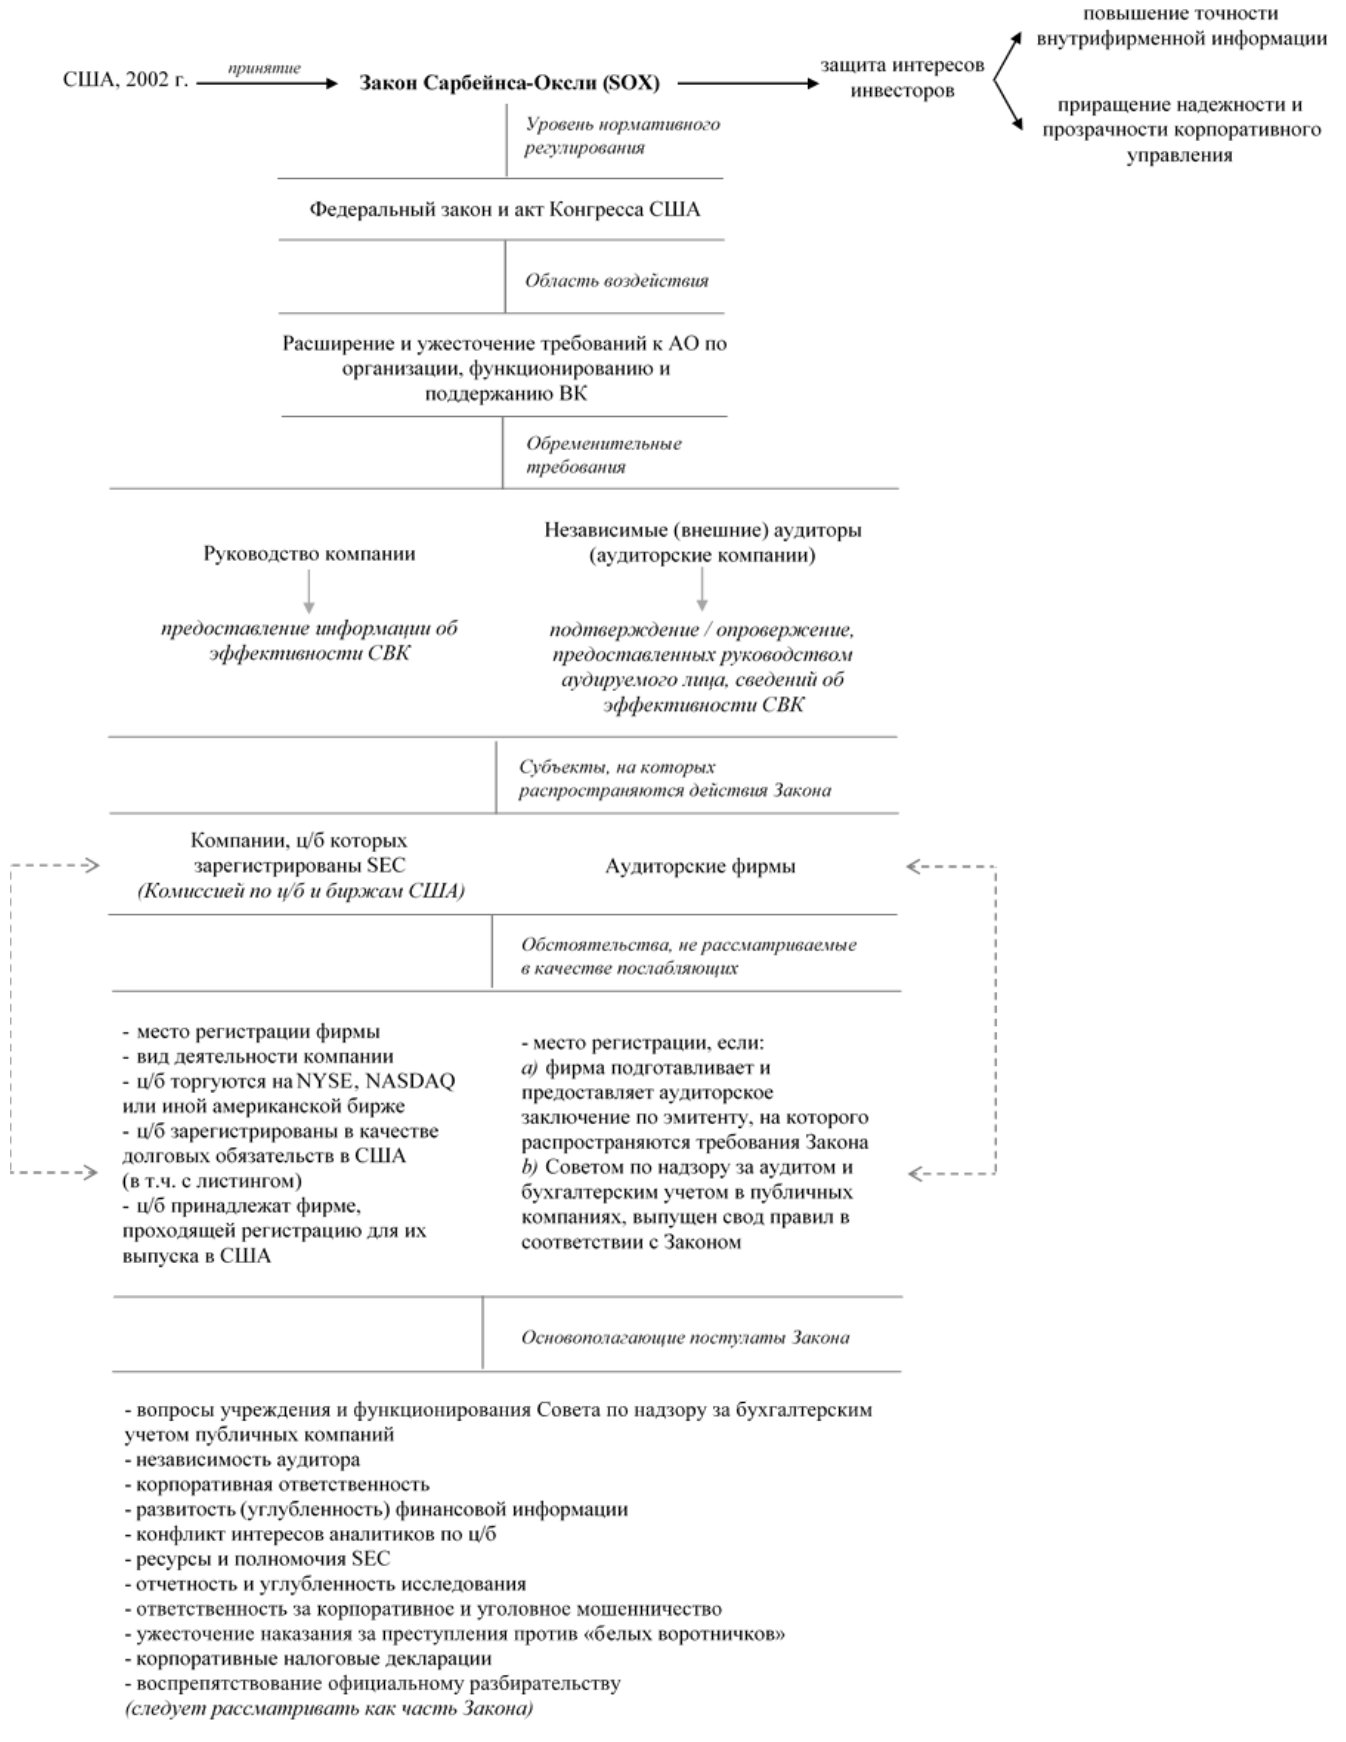 США, 2002 г.
принятие
Закон Сарбейнса-Оксли (SOX)
защита интересов
инвесторов
повышение точности
внутрифирменной информации
приращение надежности и
прозрачности корпоративного
управления
Уровень нормативного
регулирования
Федеральный закон и акт Конгресса США
Область воздействия
Расширение и ужесточение требований к АО по
организации, функционированию и
поддержанию ВК
Обременительные
требования
Руководство компании
предоставление информации об
эффективности СВК
Независимые (внешние) аудиторы
(аудиторские компании)
подтверждение / опровержение,
предоставленных руководством
аудируемого лица, сведений об
эффективности СВК
Субъекты, на которых
распространяются действия Закона
Компании, ц/б которых
зарегистрированы SEC
(Комиссией по ц/б и биржам США)
Аудиторские фирмы
Обстоятельства, не рассматриваемые
в качестве послабляющих
- место регистрации фирмы
- вид деятельности компании
- ц/б торгуются на NYSE, NASDAQ
или иной американской бирже
- ц/б зарегистрированы в качестве
долговых обязательств в США
(в т.ч. с листингом)
- ц/б принадлежат фирме,
проходящей регистрацию для их
выпуска в США
- место регистрации, если:
a) фирма подготавливает и
предоставляет аудиторское
заключение по эмитенту, на которого
распространяются требования Закона
b) Советом по надзору за аудитом и
бухгалтерским учетом в публичных
компаниях, выпущен свод правил в
соответствии с Законом
Основополагающие постулаты Закона
- вопросы учреждения и функционирования Совета по надзору за бухгалтерским
учетом публичных компаний
- независимость аудитора
- корпоративная ответственность
- развитость (углубленность) финансовой информации
- конфликт интересов аналитиков по ц/б
- ресурсы и полномочия SEC
- отчетность и углубленность исследования
- ответственность за корпоративное и уголовное мошенничество
- ужесточение наказания за преступления против «белых воротничков»
- корпоративные налоговые декларации
- воспрепятствование официальному разбирательству
(следует рассматривать как часть Закона)